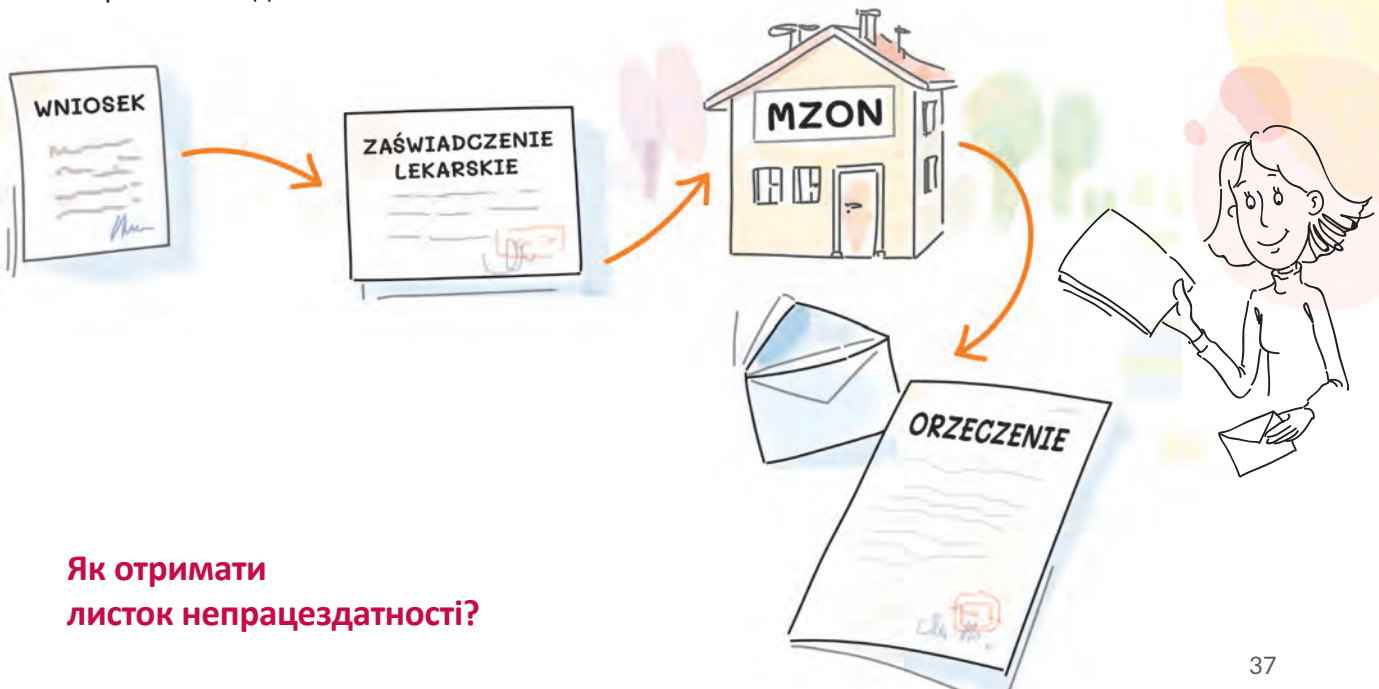 WNIOSEK
ZAŚWIADCZENIE
LEKARSKIE
MZON
ORZECZENIE
Як отримати
листок непрацездатності?
37